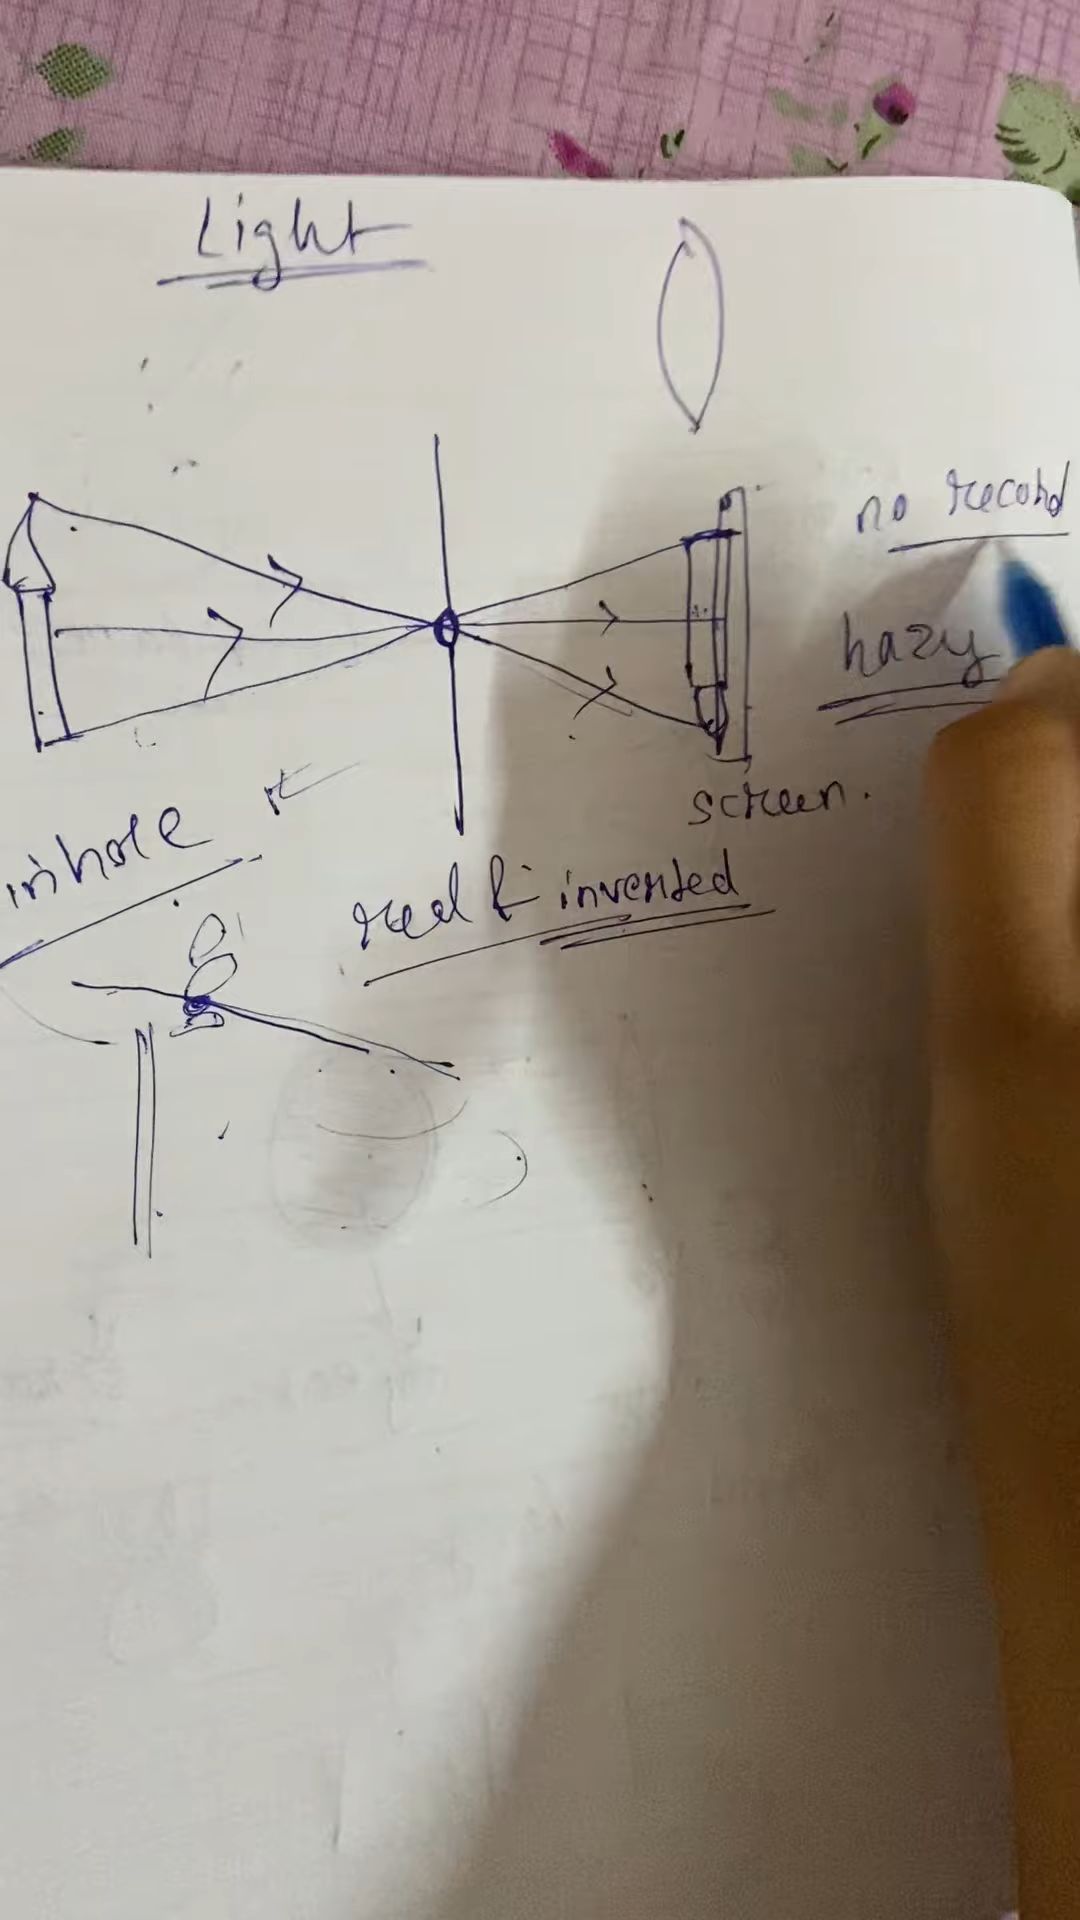 Light
no record
hazy
screen.
inhole
real & inverted